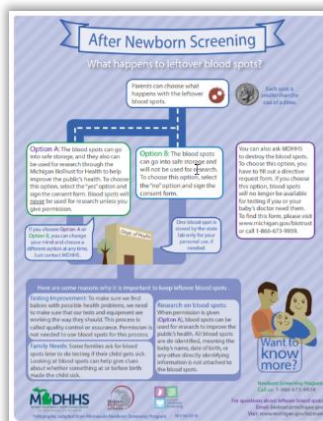 After Newborn Screening
What happens to leftover blood spots?
Parents can choose what
happens with the leftover
blood spots.
Each spot is
smaller than the
size of a dime.
Option A: The blood spots can
go into safe storage, and they also can
be used for research through the
Michigan BioTrust for Health to help
improve the public's health. To choose
this option, select the "yes" option and
sign the consent form. Blood spots will
never be used for research unless you
give permission.
Option B: The blood spots
can go into safe storage and
will not be used for research.
To choose this option, select
the "no" option and sign the
consent form.
You can also ask MDHHS
to destroy the blood spots.
To choose this option, you
have to fill out a directive
request form. If you choose
this option, blood spots
will no longer be available
for testing if you or your
baby's doctor need them.
To find this form, please visit
www.michigan.gov/biotrust
or call 1-866-673-9939.
If you choose Option A or
Option B, you can change
your mind and choose a
different option at any time.
Just contact MDHHS.
Dept. of Health
One blood spot is
stored by the state
lab only for your
personal use, if
needed.
Here are some reasons why it is important to keep leftover blood spots.
Testing Improvement: To make sure we find
babies with possible health problems, we need
to make sure that our tests and equipment are
working the way they should. This process is
called quality control or assurance. Permission is
not needed to use blood spots for this process.
Family Needs: Some families ask for blood
spots later to do testing if their child gets sick.
Looking at blood spots can help give clues
about whether something at or before birth
made the child sick.
Research on blood spots:
When permission is given
(Option A), blood spots can be
used for research to improve the
public's health. All blood spots
are de-identified, meaning the
baby's name, date of birth, or
any other directly identifying
information is not attached to
the blood spots.
Want to
know
more?
MDHHS
Newborn Screening Program
Call 1-866-673-9939
For questions about leftover blood spots